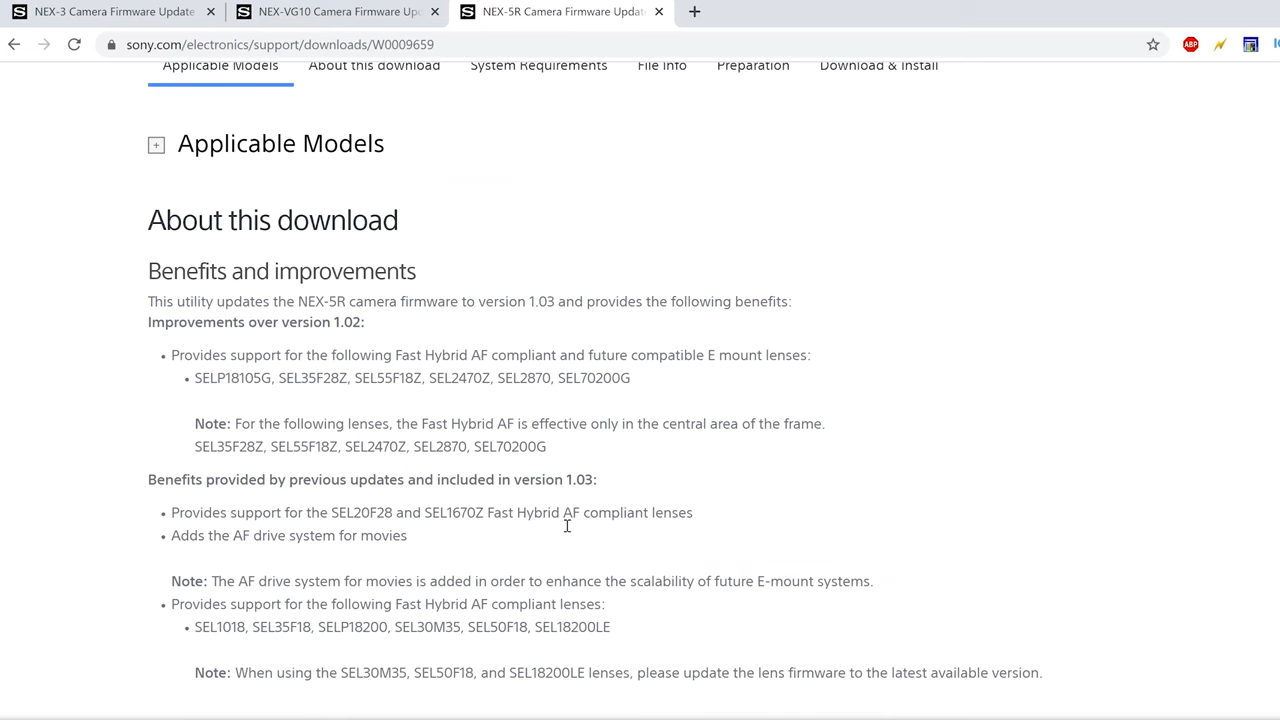 NEX-3 Camera Firmware Update
NEX-VG10 Camera Firmware Up
NEX-5R Camera Firmware Updat
sony.com/electronics/support/downloads/W0009659
ABP
Applicable Models
About this download
System Requirements
File Info
Preparation
Download & Install
Applicable Models
About this download
Benefits and improvements
This utility updates the NEX-5R camera firmware to version 1.03 and provides the following benefits:
Improvements over version 1.02:
• Provides support for the following Fast Hybrid AF compliant and future compatible E mount lenses:
• SELP18105G, SEL35F28Z, SEL55F18Z, SEL2470Z, SEL2870, SEL70200G
Note: For the following lenses, the Fast Hybrid AF is effective only in the central area of the frame.
SEL35F28Z, SEL55F18Z, SEL2470Z, SEL2870, SEL70200G
Benefits provided by previous updates and included in version 1.03:
• Provides support for the SEL20F28 and SEL1670Z Fast Hybrid AF compliant lenses
• Adds the AF drive system for movies
Note: The AF drive system for movies is added in order to enhance the scalability of future E-mount systems.
• Provides support for the following Fast Hybrid AF compliant lenses:
• SEL1018, SEL35F18, SELP18200, SEL30M35, SEL50F18, SEL18200LE
Note: When using the SEL30M35, SEL50F18, and SEL18200LE lenses, please update the lens firmware to the latest available version.